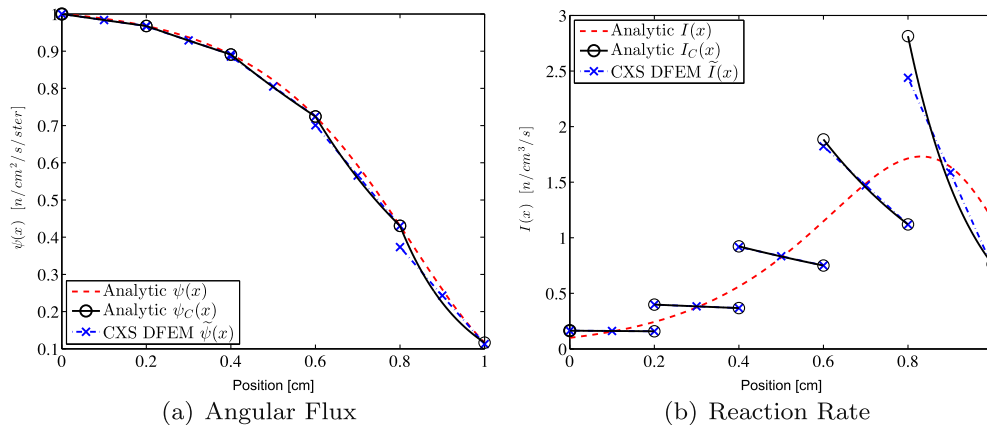 1
0.9
0.8
0.7
0.6
0.5
0.4
0.3
0.2
0.1
ψ(x) [n/cm²/s/ster]
Analytic ψ(x)
Analytic ψ_C(x)
CXS DFEM ψ̃(x)
0 0.2 0.4 0.6 0.8 1
Position [cm]
(a) Angular Flux
3
2.5
2
1.5
1
0.5
0
I(x) [n/cm³/s]
Analytic I(x)
Analytic I_C(x)
CXS DFEM Ĩ(x)
0 0.2 0.4 0.6 0.8
Position [cm]
(b) Reaction Rate